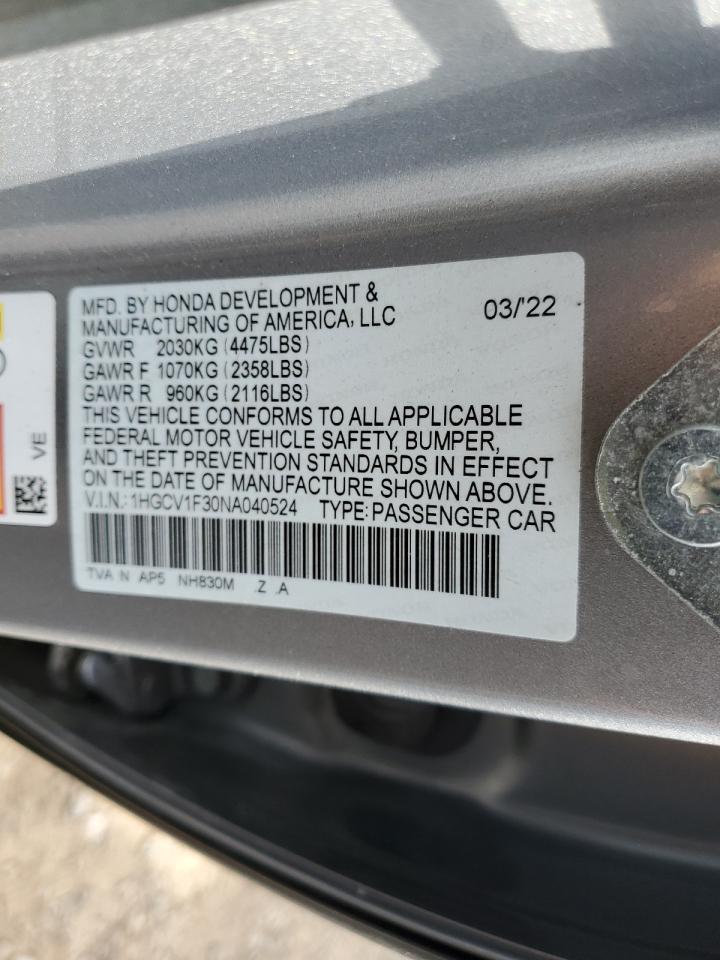 MFD. BY HONDA DEVELOPMENT &
MANUFACTURING OF AMERICA, LLC 03/'22
GVWR 2030KG (4475LBS)
GAWR F 1070KG (2358LBS)
GAWR R 960KG (2116LBS)
THIS VEHICLE CONFORMS TO ALL APPLICABLE
FEDERAL MOTOR VEHICLE SAFETY, BUMPER,
AND THEFT PREVENTION STANDARDS IN EFFECT
ON THE DATE OF MANUFACTURE SHOWN ABOVE.
V.I.N.: 1HGCV1F30NA040524 TYPE: PASSENGER CAR
TVA N AP5 NH830M .Z .A
VE